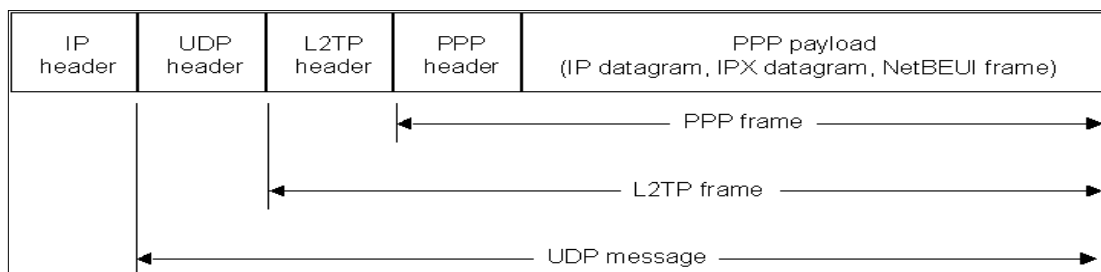 IP
header
UDP
header
L2TP
header
PPP
header
PPP payload
(IP datagram, IPX datagram, NetBEUI frame)
PPP frame
L2TP frame
UDP message